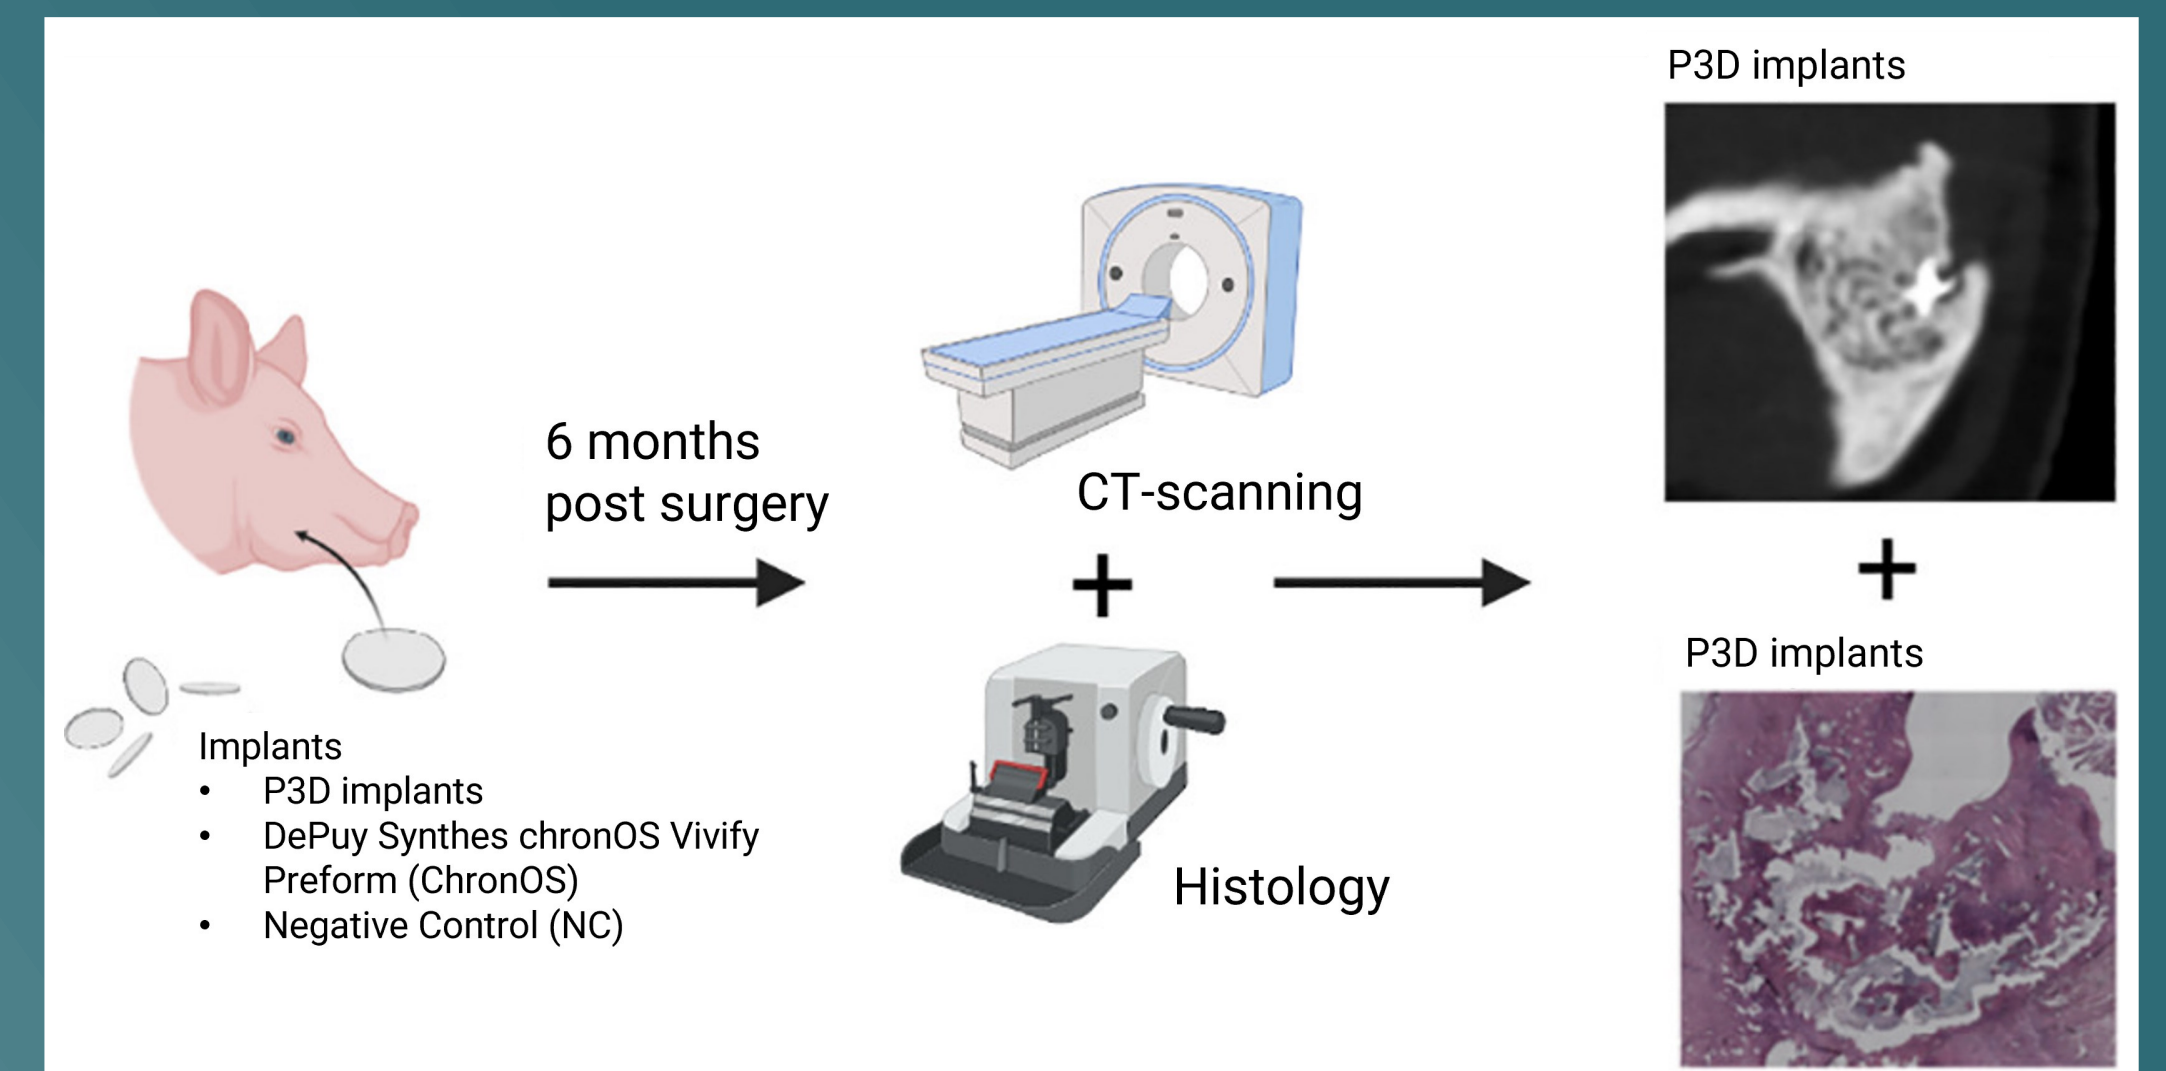 6 months
post surgery
Implants
• P3D implants
• DePuy Synthes chronOS Vivify
Preform (ChronOS)
• Negative Control (NC)
CT-scanning
+
Histology
P3D implants
+
P3D implants